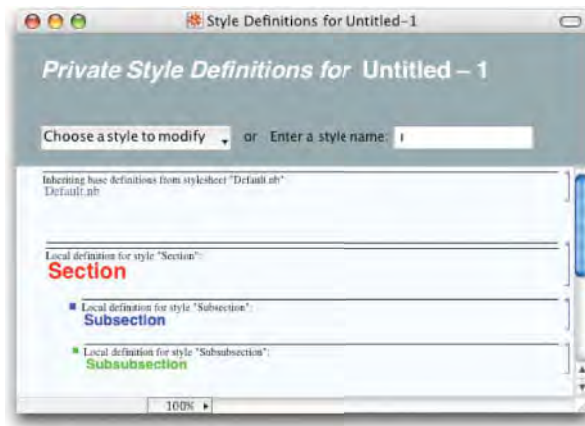 Style Definitions for Untitled-1
Private Style Definitions for Untitled – 1
Choose a style to modify or Enter a style name:
Inheriting base definitions from stylesheet "Default.nb"
Default.nb
Local definition for style "Section":
Section
Local definition for style "Subsection":
Subsection
Local definition for style "Subsubsection":
Subsubsection
100%